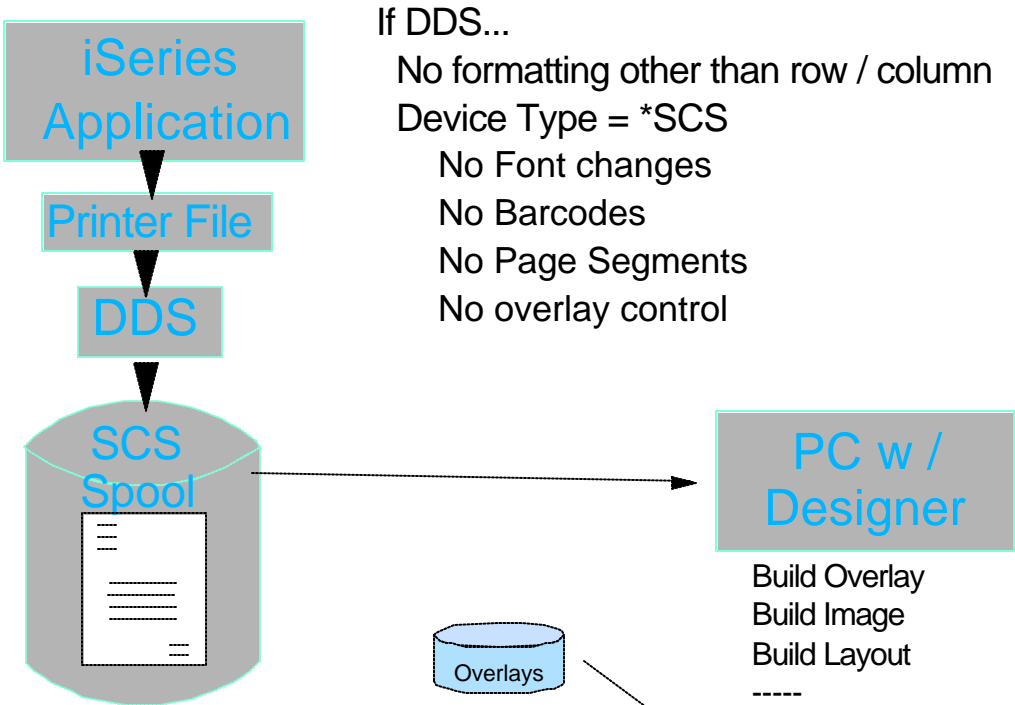 iSeries
Application
Printer File
DDS
SCS
Spool
If DDS...
No formatting other than row / column
Device Type = *SCS
No Font changes
No Barcodes
No Page Segments
No overlay control
PC w /
Designer
Build Overlay
Build Image
Build Layout
-----
Overlays